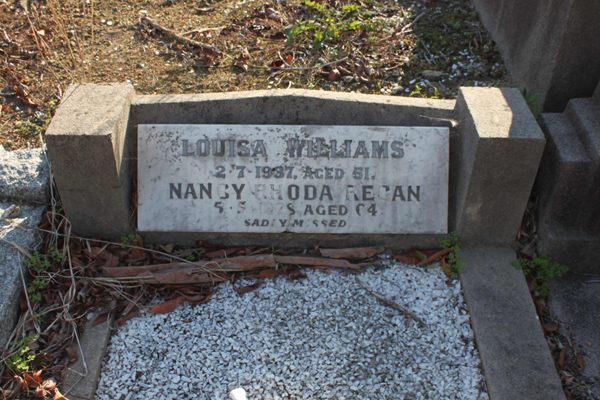 LOUISA WILLIAMS
2·7·1937, AGED 51.
NANCY RHODA REGAN
AGED 64
SADLY MISSED